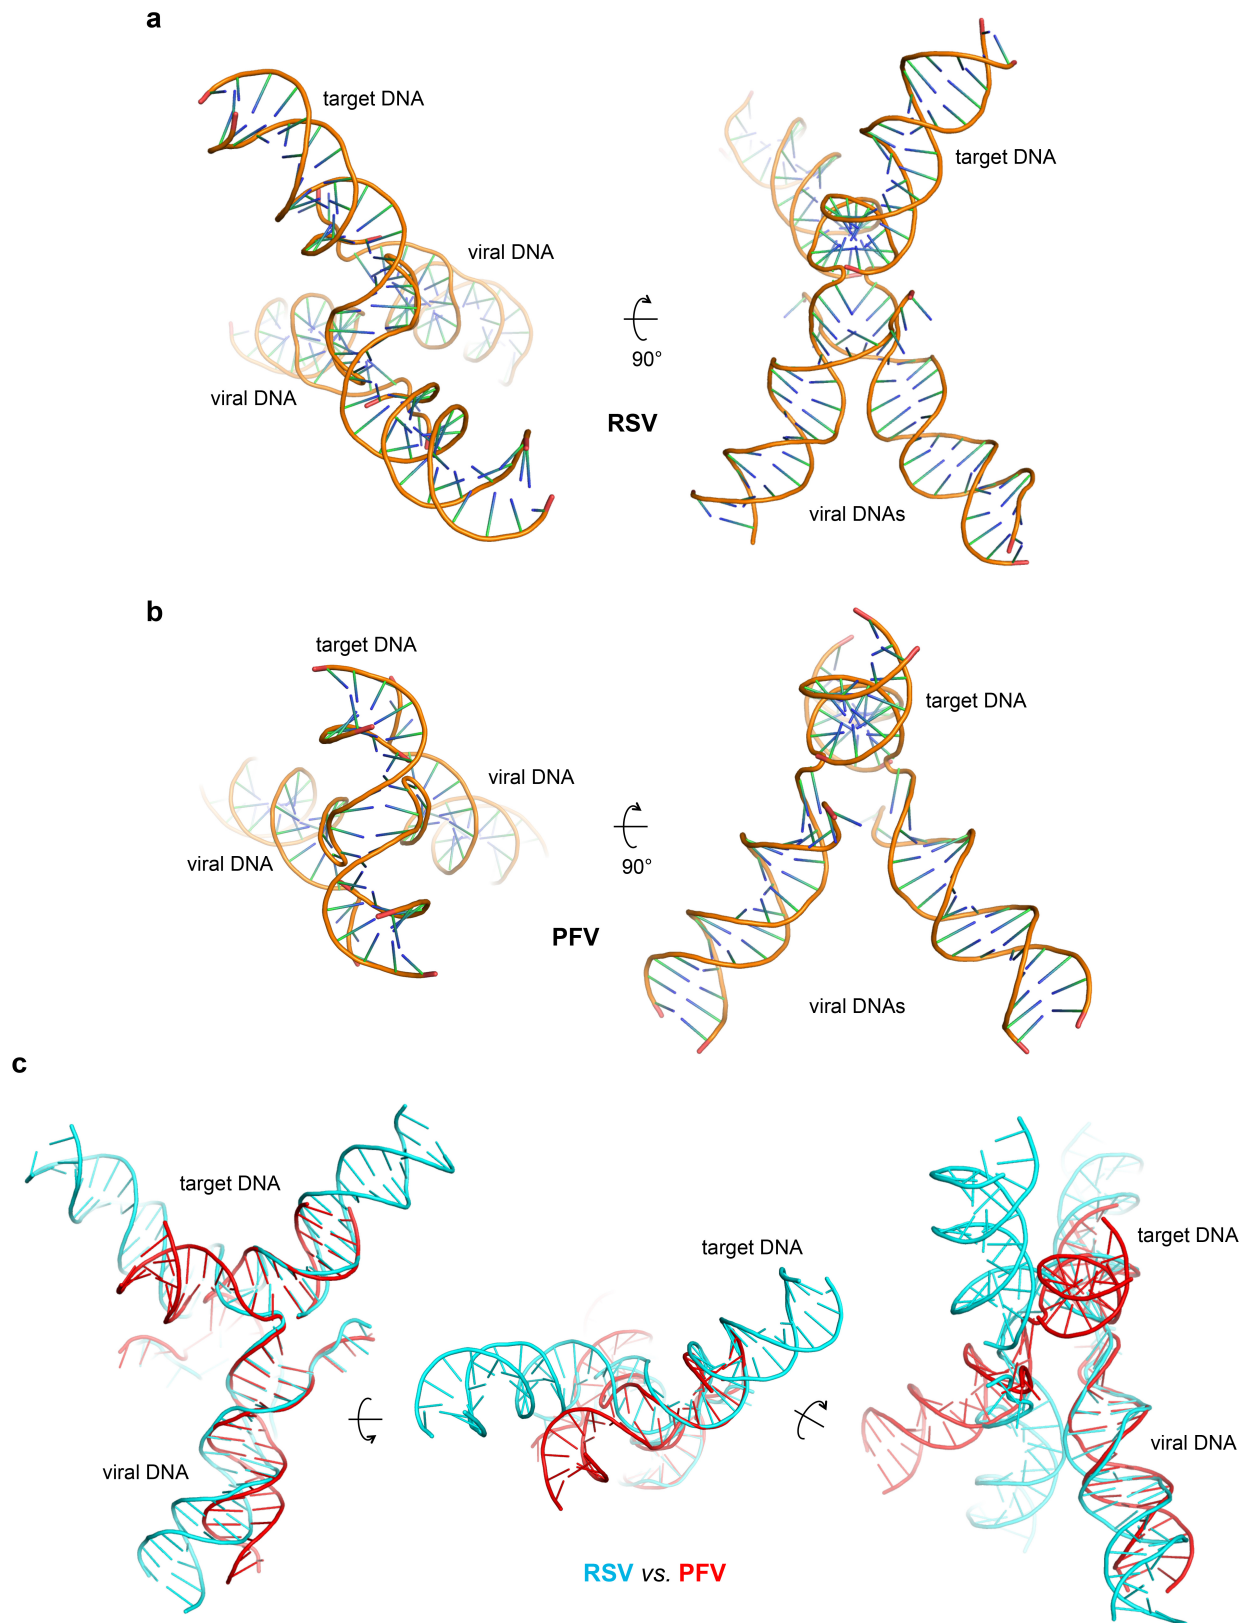 a
target DNA
target DNA
viral DNA
90°
viral DNA
RSV
viral DNAs
b
target DNA
target DNA
viral DNA
viral DNA
90°
PFV
viral DNAs
c
target DNA
target DNA
target DNA
viral DNA
viral DNA
RSV vs. PFV